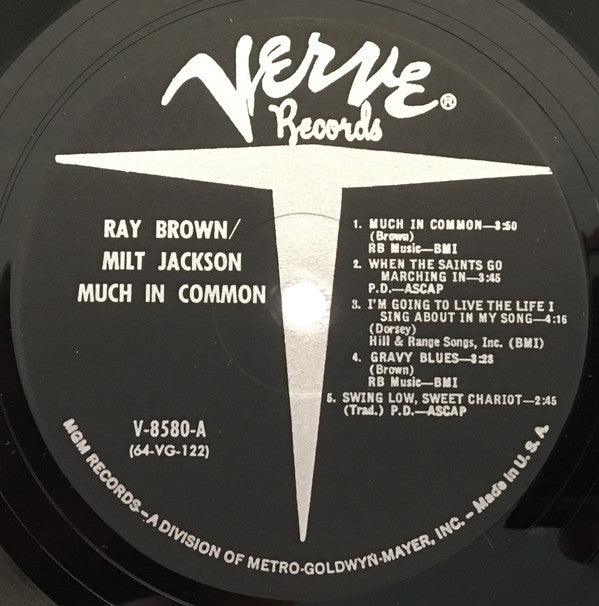 VERVE®
Records
RAY BROWN/
MILT JACKSON
MUCH IN COMMON
1. MUCH IN COMMON—3:50
(Brown)
RB Music—BMI
2. WHEN THE SAINTS GO
MARCHING IN—3:45
P.D.—ASCAP
3. I'M GOING TO LIVE THE LIFE I
SING ABOUT IN MY SONG—4:16
(Dorsey)
Hill & Range Songs, Inc. (BMI)
4. GRAVY BLUES—3:28
(Brown)
RB Music—BMI
5. SWING LOW, SWEET CHARIOT—2:45
(Trad.) P.D.—ASCAP
V-8580-A
(64-VG-122)
MGM RECORDS—A DIVISION OF METRO-GOLDWYN-MAYER, INC. – Made in U.S.A.